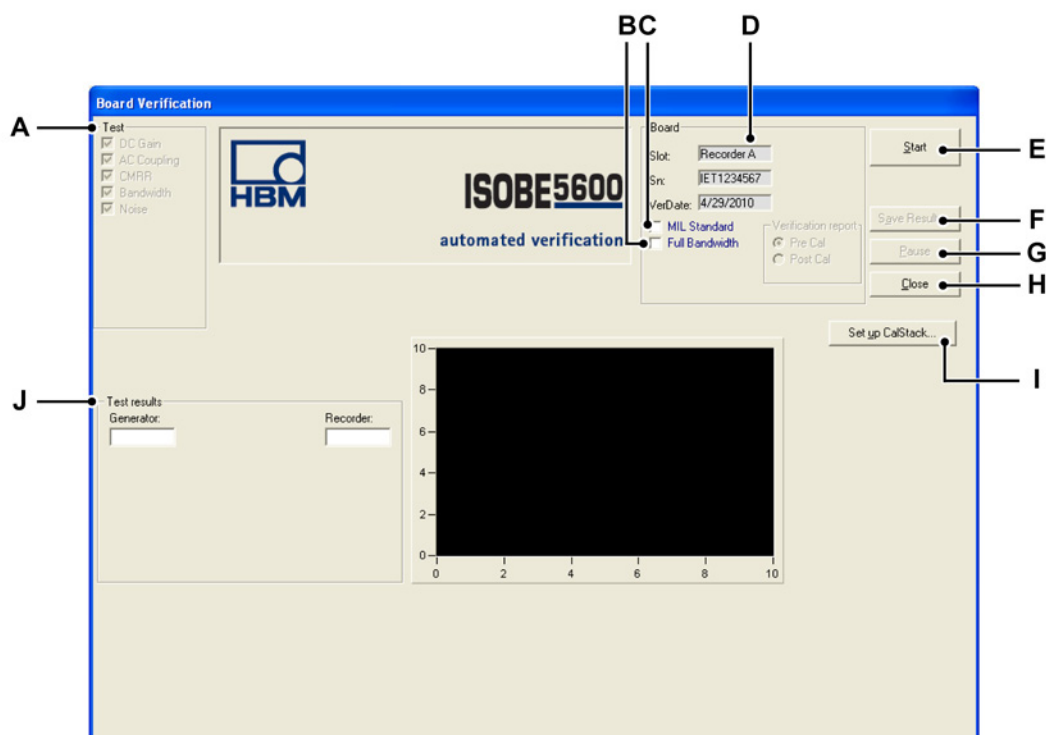 B C D
Board Verification
A
Test
DC Gain
AC Coupling
CMRR
Bandwidth
Noise
HBM
ISOBE5600
automated verification
Board
Slot: Recorder A
Sn: IET1234567
VerDate: 4/29/2010
MIL Standard
Full Bandwidth
Verification report
Pre Cal
Post Cal
Start
E
Save Result
F
Pause
G
Close
H
Set up CalStack...
I
J
Test results
Generator:
Recorder:
10
8
6
4
2
0
0 2 4 6 8 10